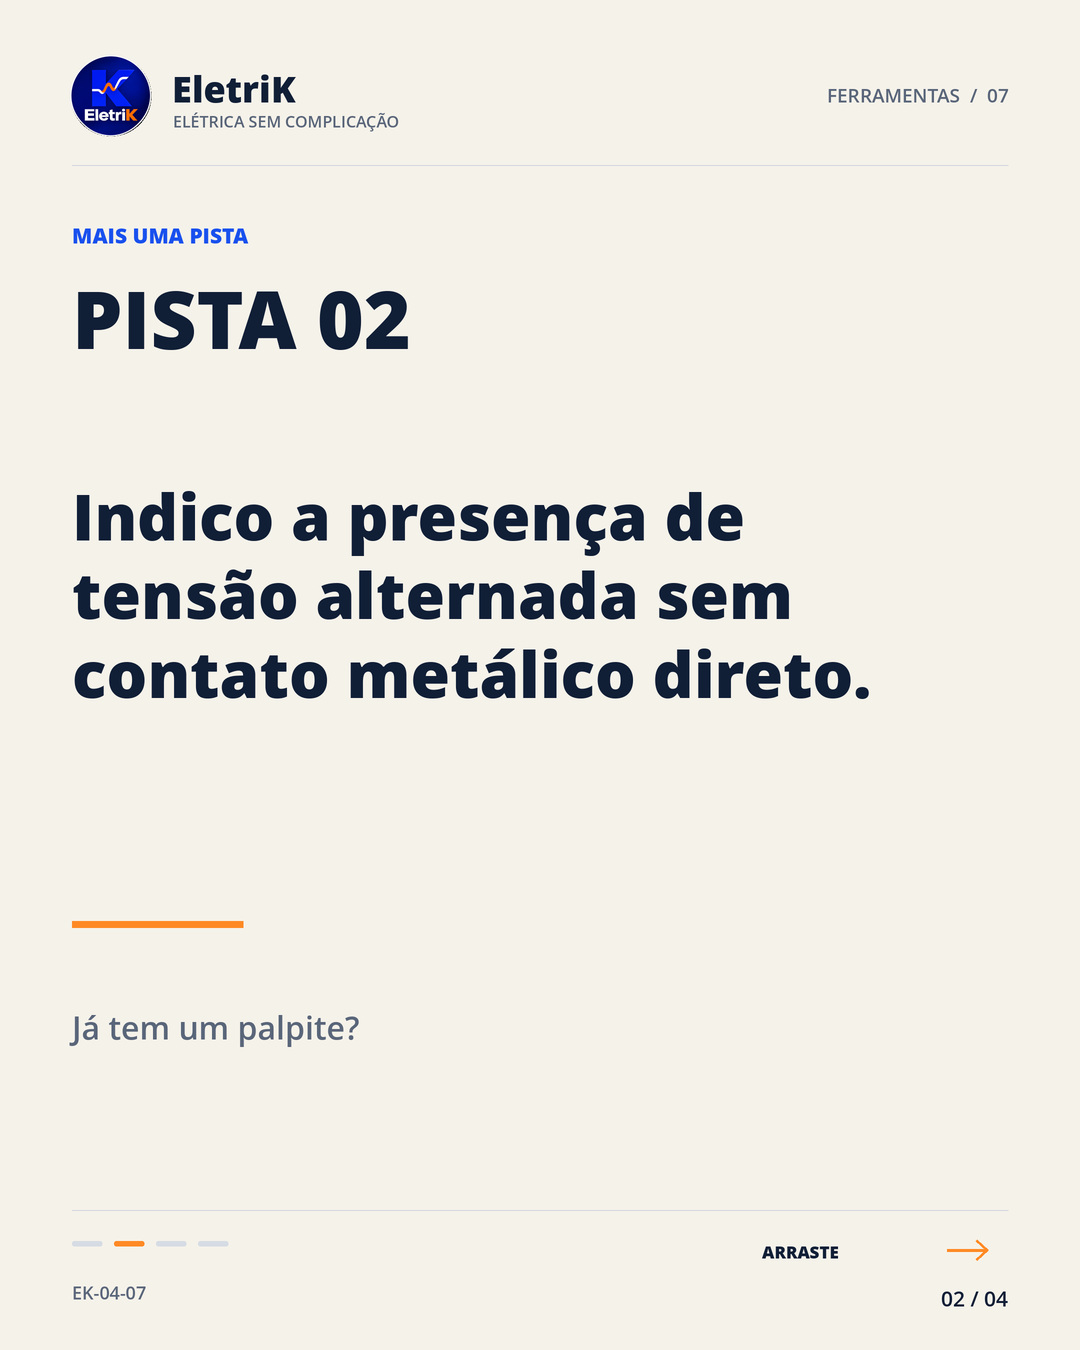 EletriK
EletriK
ELÉTRICA SEM COMPLICAÇÃO
FERRAMENTAS / 07
MAIS UMA PISTA
PISTA 02
Indico a presença de
tensão alternada sem
contato metálico direto.
Já tem um palpite?
ARRASTE
EK-04-07
02 / 04